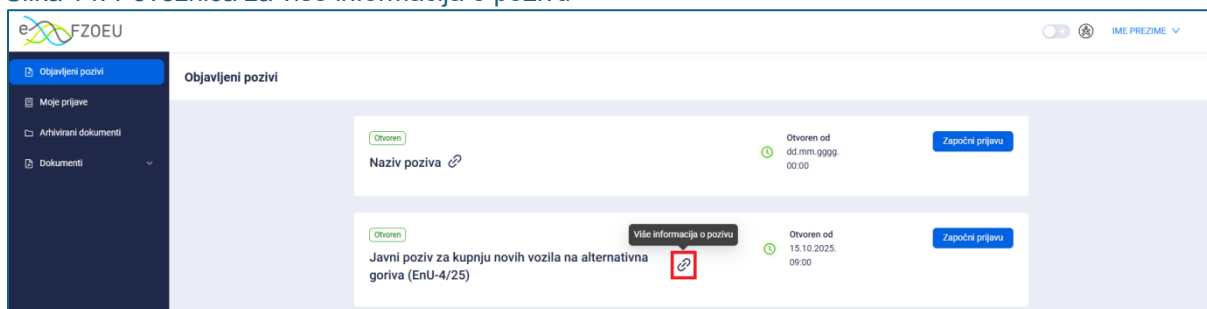 e FZOEU
IME PREZIME
Objavljeni pozivi
Moje prijave
Arhivirani dokumenti
Dokumenti
Objavljeni pozivi
Otvoren
Naziv poziva
Otvoren od
dd.mm.gggg.
00:00
Započni prijavu
Otvoren
Javni poziv za kupnju novih vozila na alternativna
goriva (EnU-4/25)
Više informacija o pozivu
Otvoren od
15.10.2025.
09:00
Započni prijavu